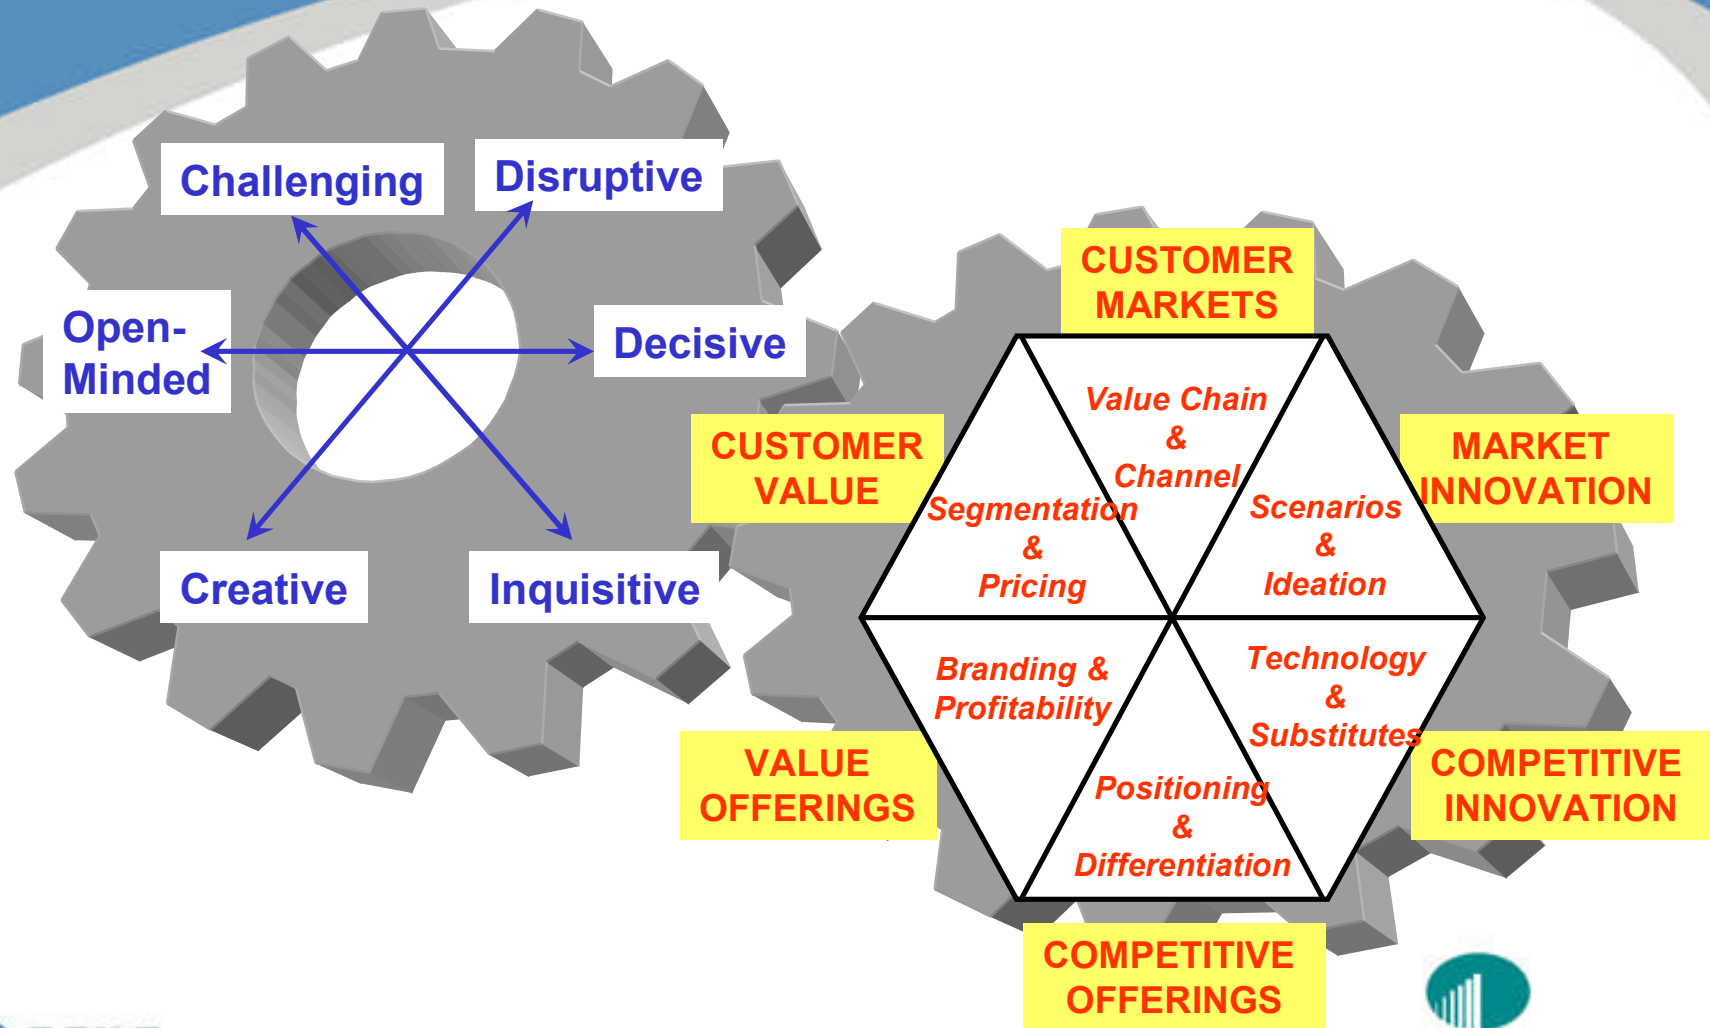 Challenging
Disruptive
Open-
Minded
Decisive
Creative
Inquisitive
CUSTOMER
MARKETS
CUSTOMER
VALUE
MARKET
INNOVATION
Value Chain
&
Channel
Segmentation
&
Pricing
Scenarios
&
Ideation
Branding &
Profitability
Technology
&
Substitutes
Positioning
&
Differentiation
VALUE
OFFERINGS
COMPETITIVE
INNOVATION
COMPETITIVE
OFFERINGS